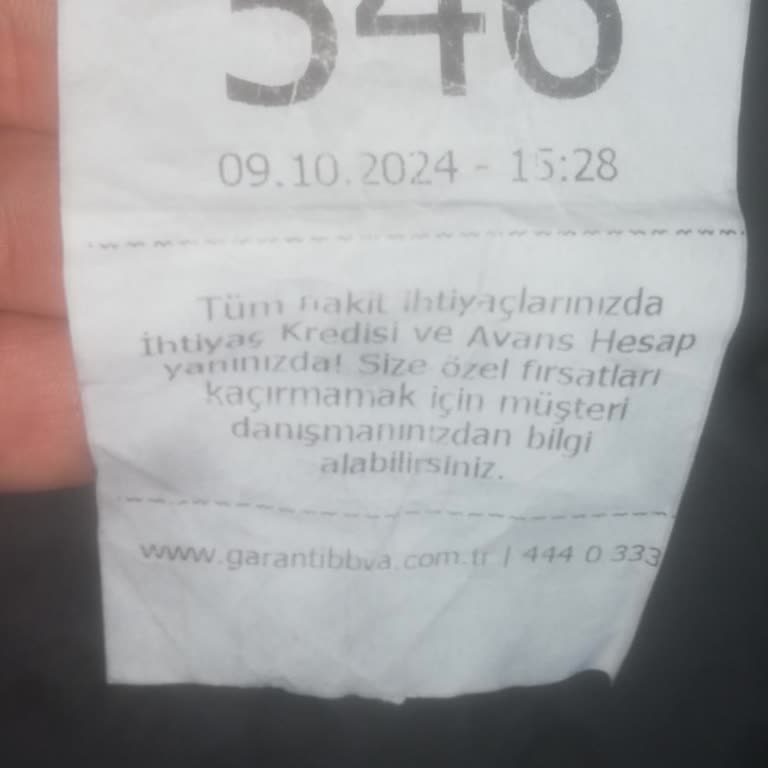 546
09.10.2024 - 15:28
Tüm nakit ihtiyaçlarınızda
İhtiyaç Kredisi ve Avans Hesap
yanınızda! Size özel fırsatları
kaçırmamak için müşteri
danışmanınızdan bilgi
alabilirsiniz.
www.garantibbva.com.tr | 444 0 333